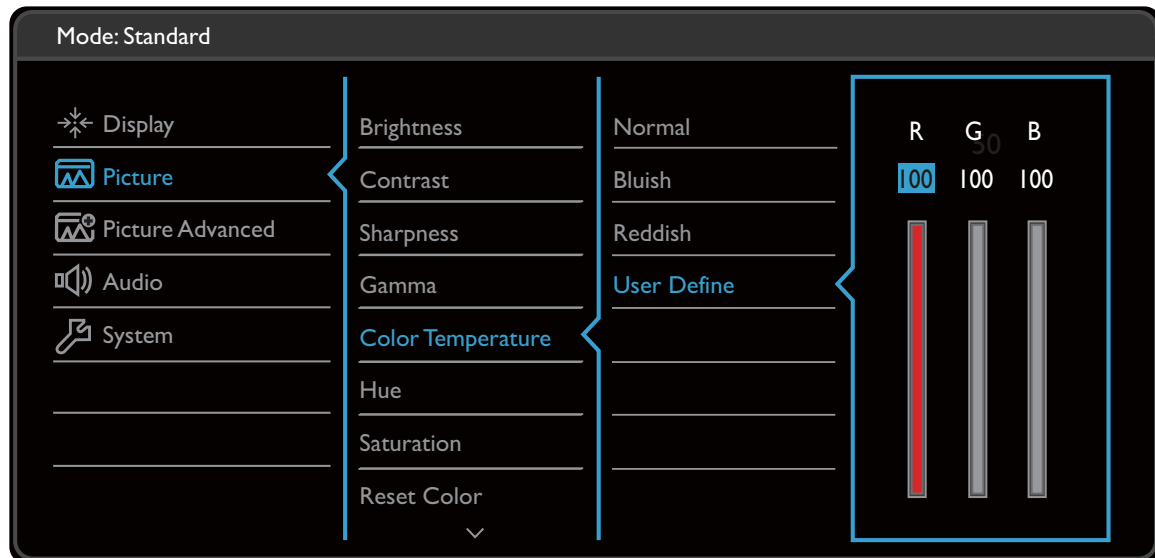 Mode: Standard
Display
Picture
Picture Advanced
Audio
System
Brightness
Contrast
Sharpness
Gamma
Color Temperature
Hue
Saturation
Reset Color
Normal
Bluish
Reddish
User Define
R G B
50
100 100 100